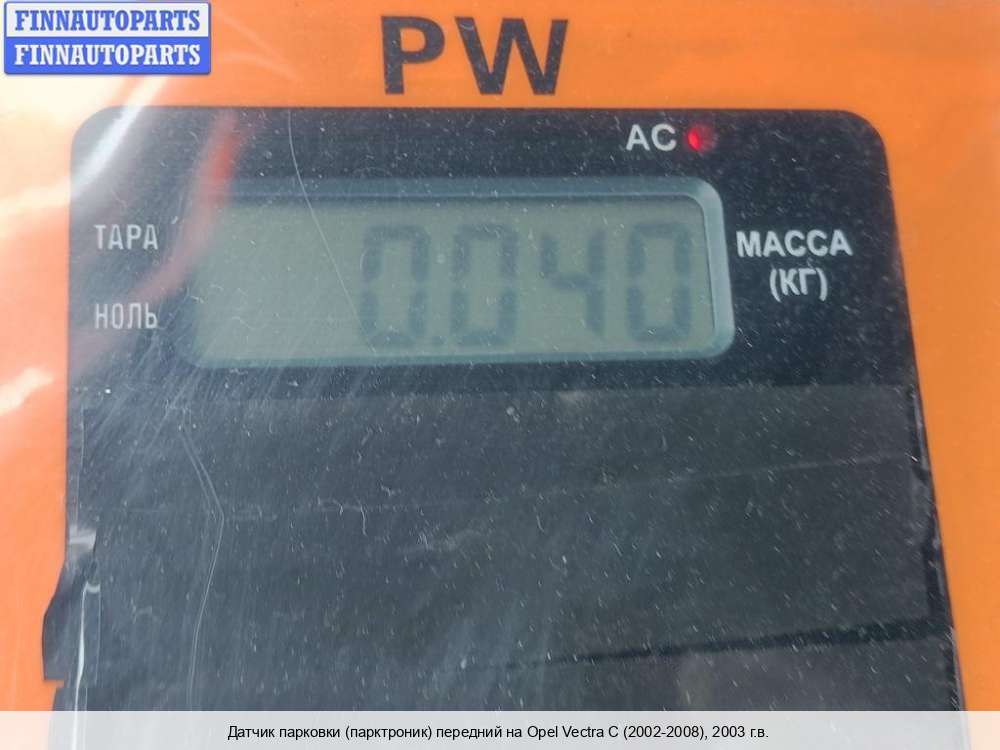 FINNAUTOPARTS
FINNAUTOPARTS
PW
AC
ТАРА
0.040
МАССА
(КГ)
НОЛЬ
Датчик парковки (парктроник) передний на Opel Vectra C (2002-2008), 2003 г.в.